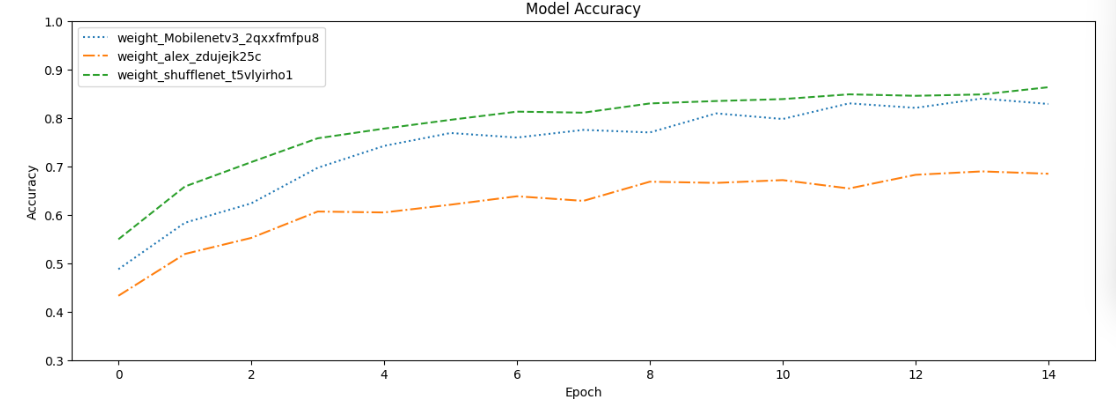 Model Accuracy
1.0
0.9
0.8
0.7
0.6
0.5
0.4
0.3
Accuracy
weight_Mobilenetv3_2qxxfmfpu8
weight_alex_zdujejk25c
weight_shufflenet_t5vlyirho1
0 2 4 6 8 10 12 14
Epoch